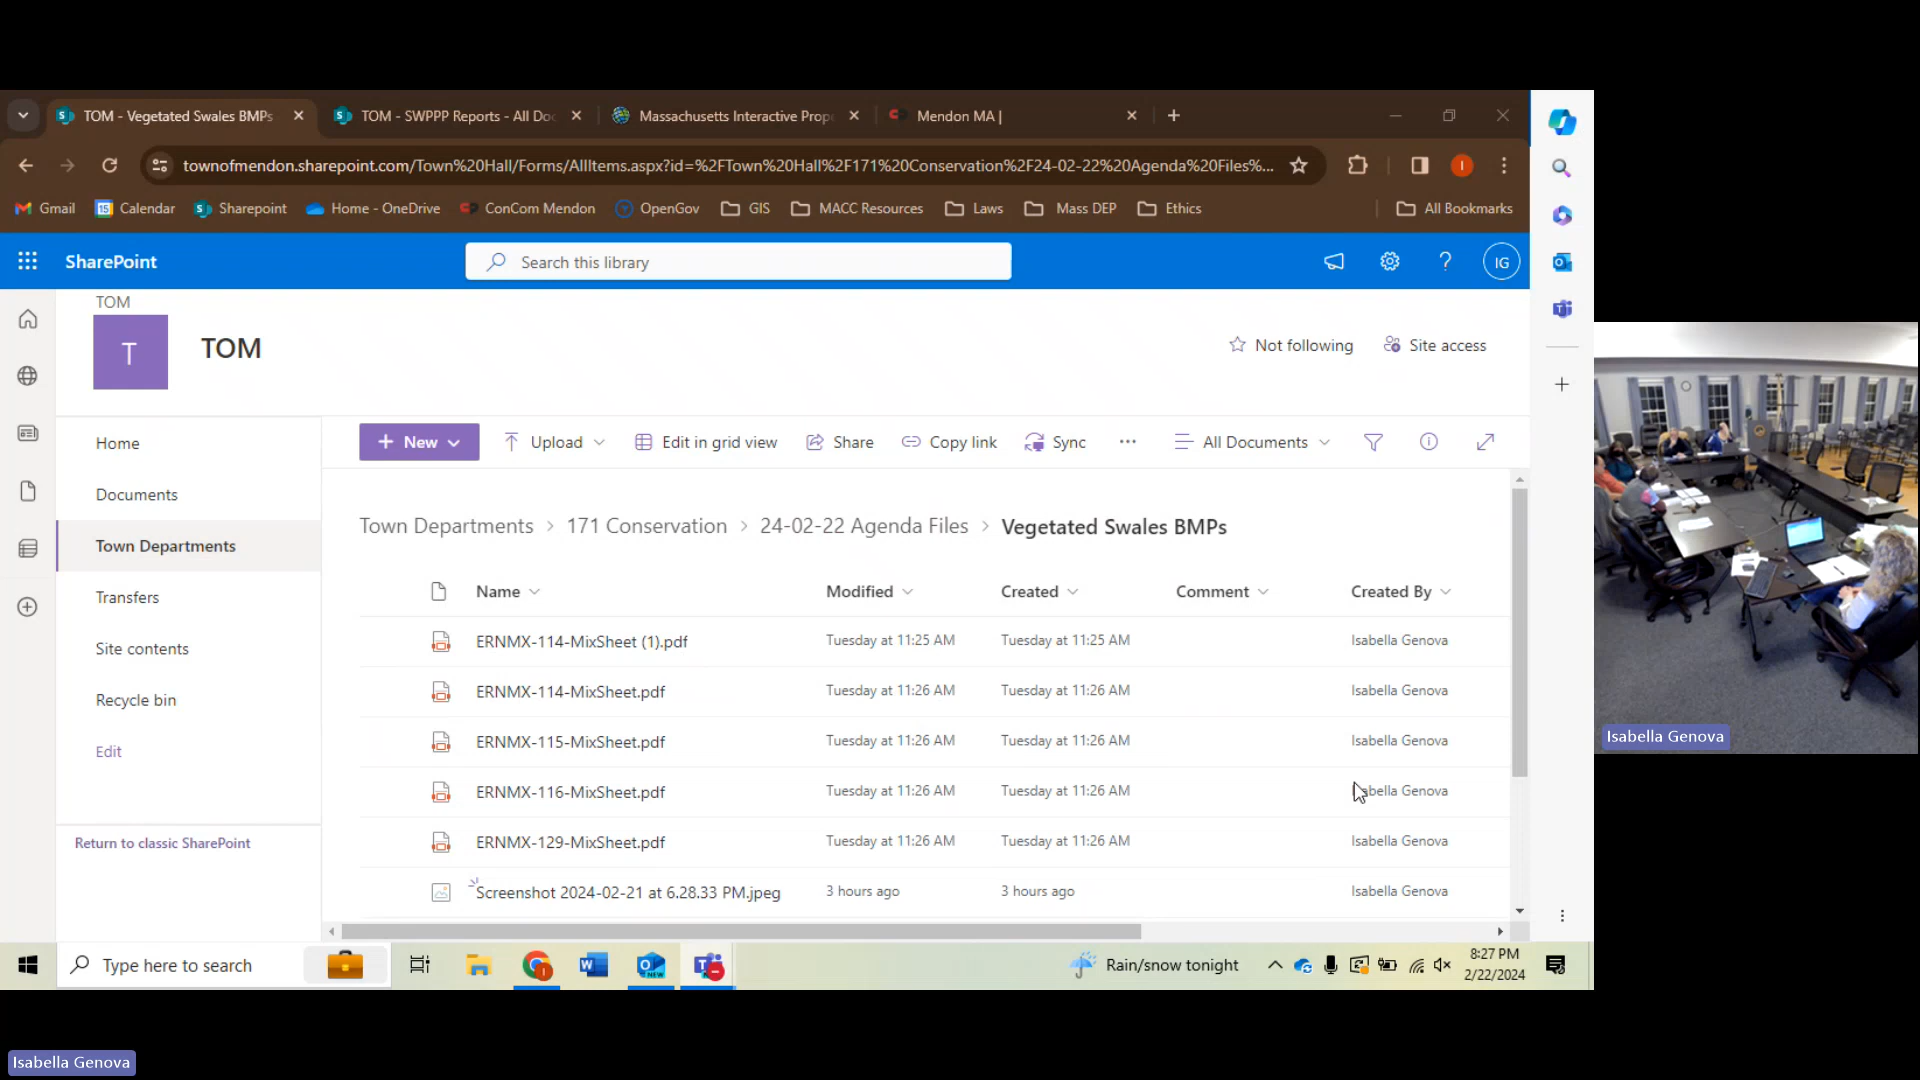 TOM - Vegetated Swales BMPs
TOM - SWPPP Reports - All Do
Massachusetts Interactive Prop
Mendon MA |
townofmendon.sharepoint.com/Town%20Hall/Forms/AllItems.aspx?id=%2FTown%20Hall%2F171%20Conservation%2F24-02-22%20Agenda%20Files%...
I
Gmail
15 Calendar
S Sharepoint
Home - OneDrive
ConCom Mendon
OpenGov
GIS
MACC Resources
Laws
Mass DEP
Ethics
All Bookmarks
SharePoint
Search this library
IG
TOM
T
TOM
Not following
Site access
Home
Documents
Town Departments
Transfers
Site contents
Recycle bin
Edit
Return to classic SharePoint
New
Upload
Edit in grid view
Share
Copy link
Sync
...
All Documents
Town Departments > 171 Conservation > 24-02-22 Agenda Files > Vegetated Swales BMPs
Name Modified Created Comment Created By
ERNMX-114-MixSheet (1).pdf Tuesday at 11:25 AM Tuesday at 11:25 AM Isabella Genova
ERNMX-114-MixSheet.pdf Tuesday at 11:26 AM Tuesday at 11:26 AM Isabella Genova
ERNMX-115-MixSheet.pdf Tuesday at 11:26 AM Tuesday at 11:26 AM Isabella Genova
ERNMX-116-MixSheet.pdf Tuesday at 11:26 AM Tuesday at 11:26 AM Isabella Genova
ERNMX-129-MixSheet.pdf Tuesday at 11:26 AM Tuesday at 11:26 AM Isabella Genova
Screenshot 2024-02-21 at 6.28.33 PM.jpeg 3 hours ago 3 hours ago Isabella Genova
Type here to search
Rain/snow tonight
8:27 PM
2/22/2024
Isabella Genova
Isabella Genova